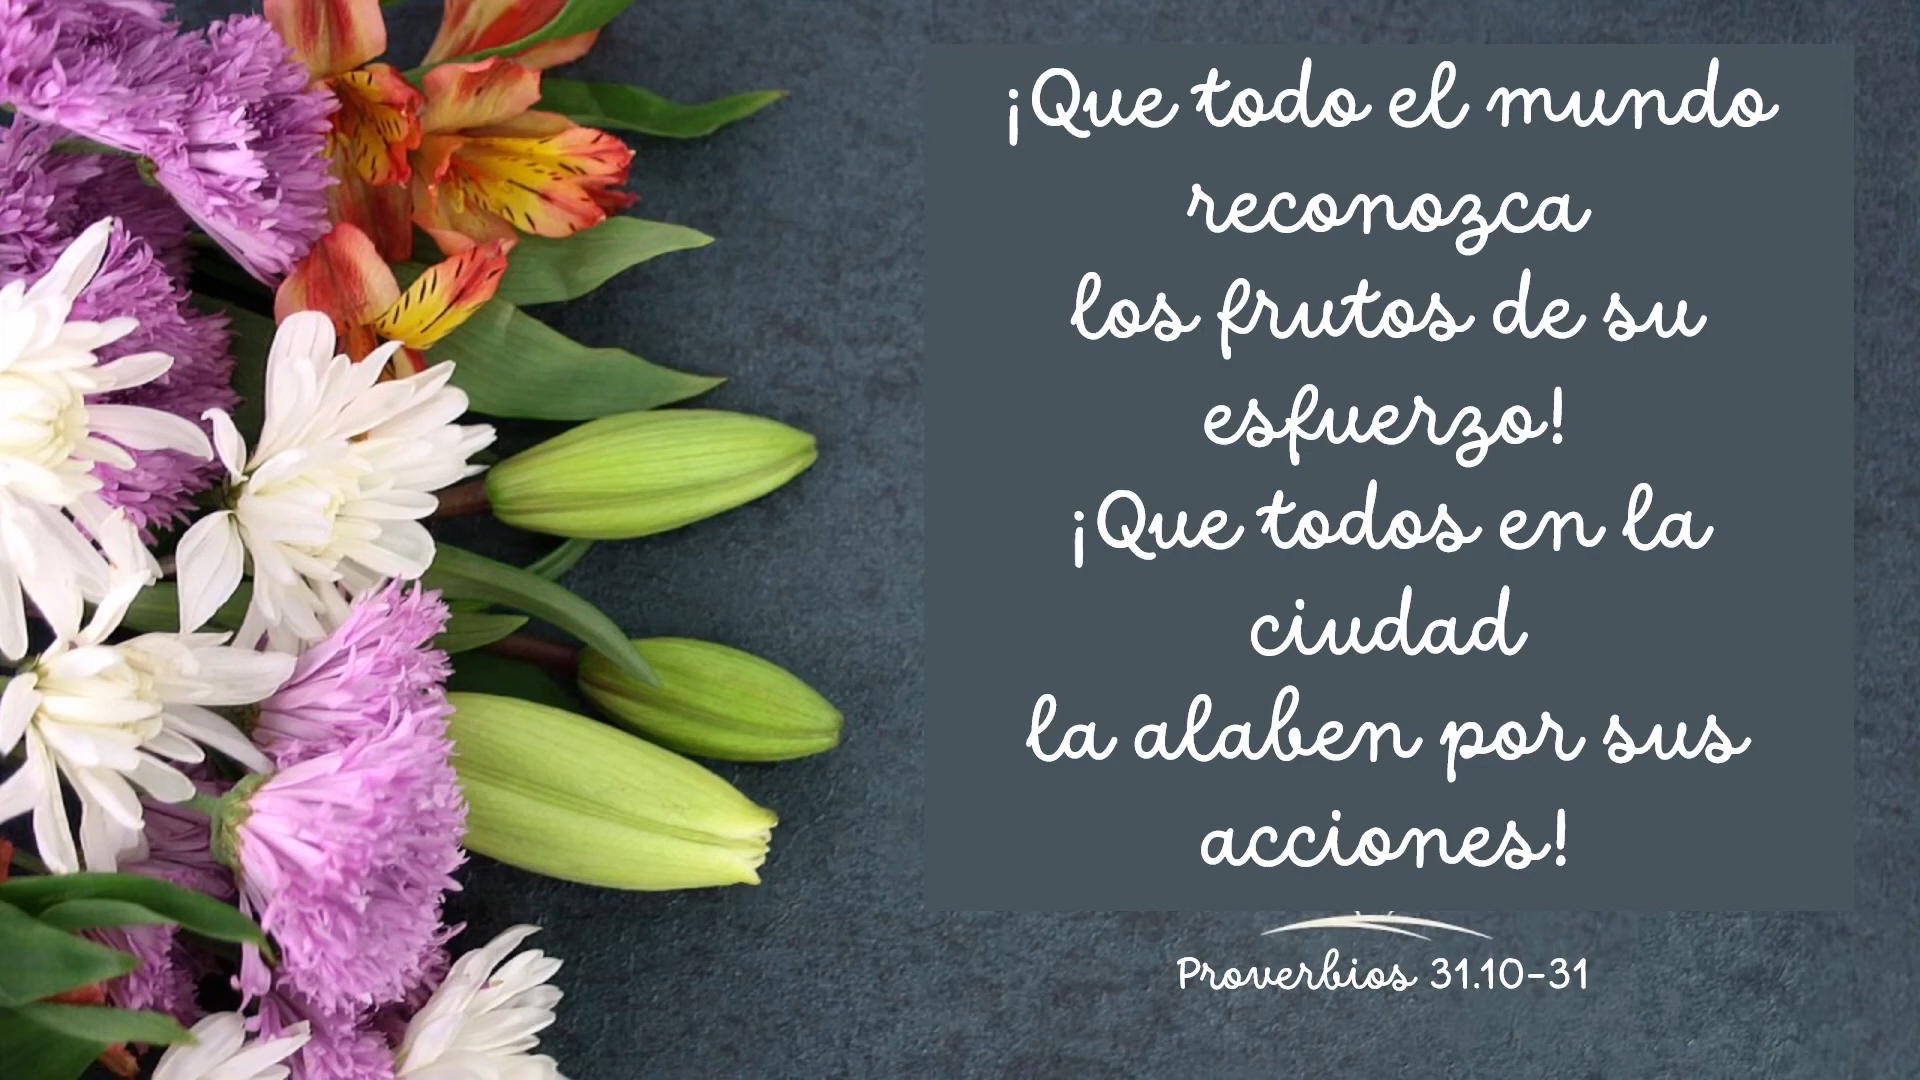 ¡Que todo el mundo
reconozca
los frutos de su
esfuerzo!
¡Que todos en la
ciudad
la alaben por sus
acciones!
Proverbios 31.10-31